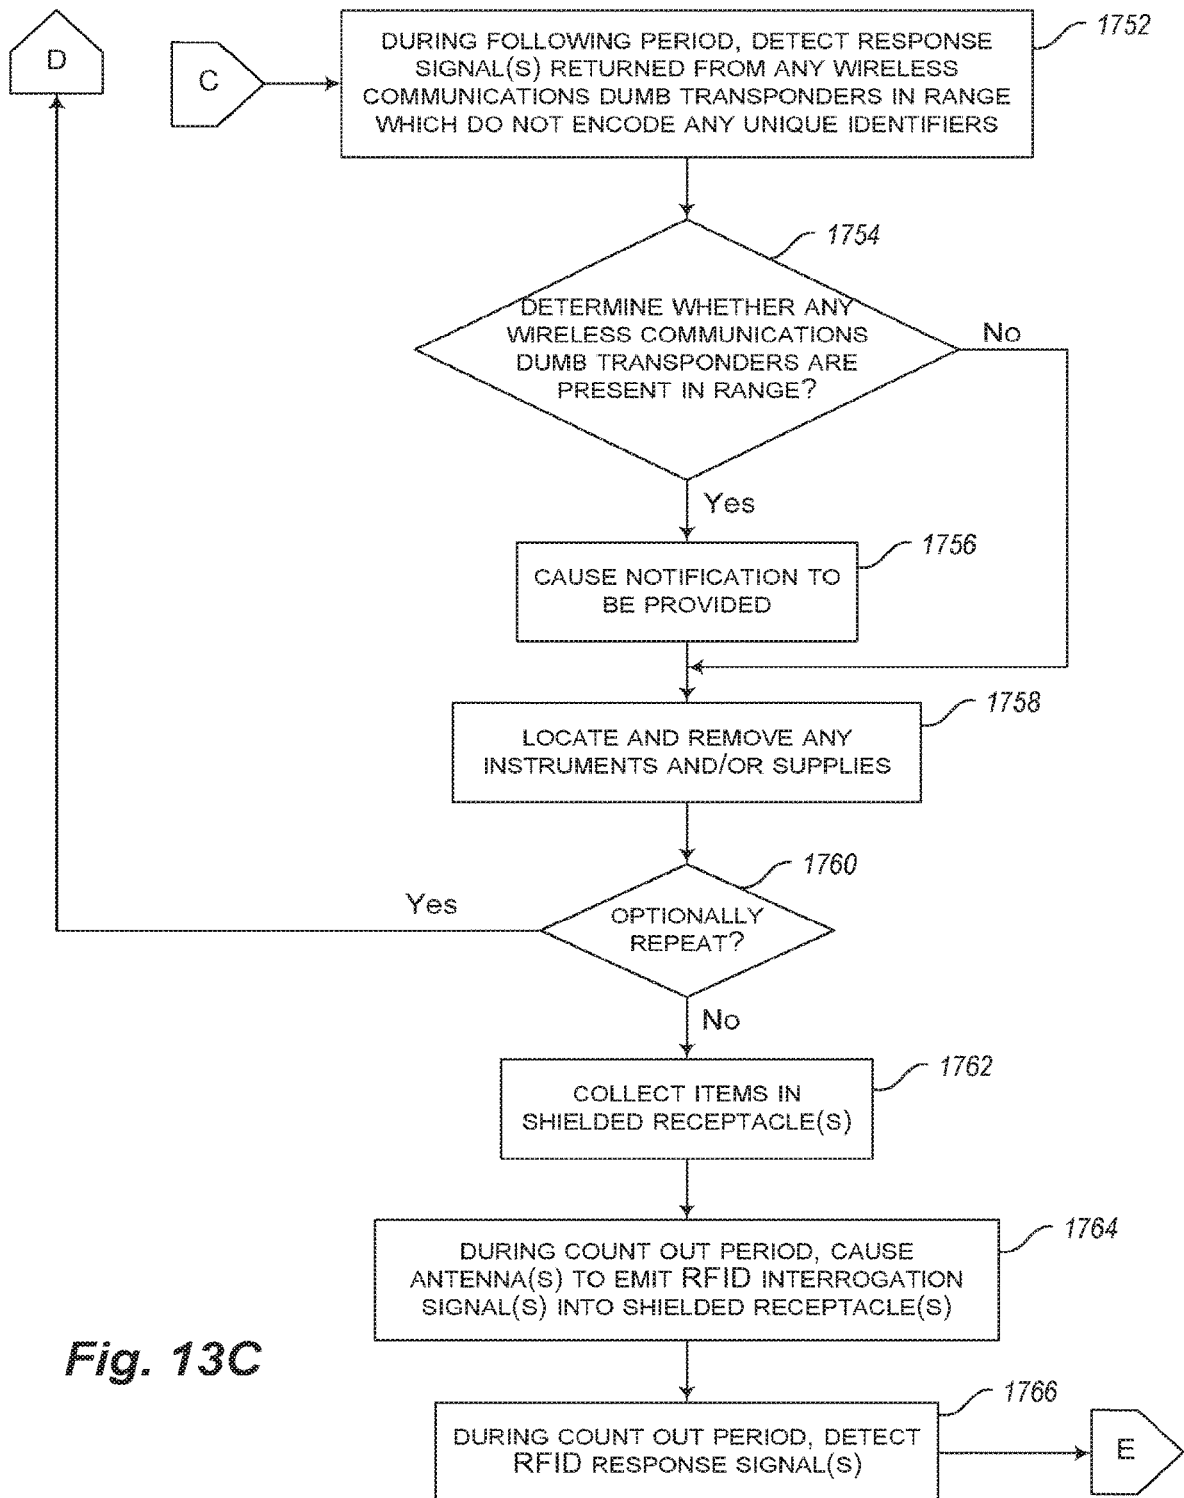 D
C
DURING FOLLOWING PERIOD, DETECT RESPONSE
SIGNAL(S) RETURNED FROM ANY WIRELESS
COMMUNICATIONS DUMB TRANSPONDERS IN RANGE
WHICH DO NOT ENCODE ANY UNIQUE IDENTIFIERS
1752
1754
DETERMINE WHETHER ANY
WIRELESS COMMUNICATIONS
DUMB TRANSPONDERS ARE
PRESENT IN RANGE?
No
Yes
1756
CAUSE NOTIFICATION TO
BE PROVIDED
1758
LOCATE AND REMOVE ANY
INSTRUMENTS AND/OR SUPPLIES
1760
OPTIONALLY
REPEAT?
Yes
No
1762
COLLECT ITEMS IN
SHIELDED RECEPTACLE(S)
1764
DURING COUNT OUT PERIOD, CAUSE
ANTENNA(S) TO EMIT RFID INTERROGATION
SIGNAL(S) INTO SHIELDED RECEPTACLE(S)
1766
DURING COUNT OUT PERIOD, DETECT
RFID RESPONSE SIGNAL(S)
E
Fig. 13C